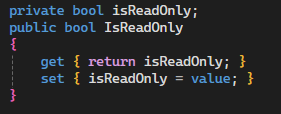 private bool isReadOnly;
public bool IsReadOnly
{
    get { return isReadOnly; }
    set { isReadOnly = value; }
}